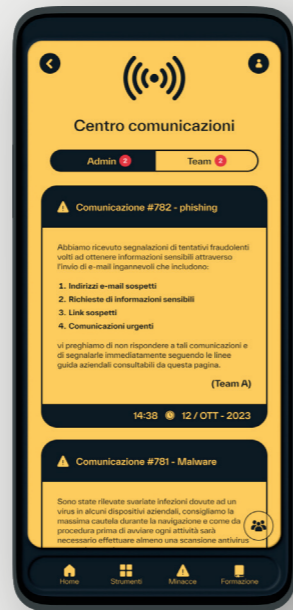 Centro comunicazioni
Admin 2
Team 2
Comunicazione #782 - phishing
Abbiamo ricevuto segnalazioni di tentativi fraudolenti
volti ad ottenere informazioni sensibili attraverso
l'invio di e-mail ingannevoli che includono:
1. Indirizzi e-mail sospetti
2. Richieste di informazioni sensibili
3. Link sospetti
4. Comunicazioni urgenti
vi preghiamo di non rispondere a tali comunicazioni e
di segnalarle immediatamente seguendo le linee
guida aziendali consultabili da questa pagina.
(Team A)
14:38 12 / OTT - 2023
Comunicazione #781 - Malware
Sono state rilevate svariate infezioni dovute ad un
virus in alcuni dispositivi aziendali, consigliamo la
massima cautela durante la navigazione e come da
procedura prima di avviare ogni attività sarà
necessario effettuare almeno una scansione antivirus
Home
Strumenti
Minacce
Formazione